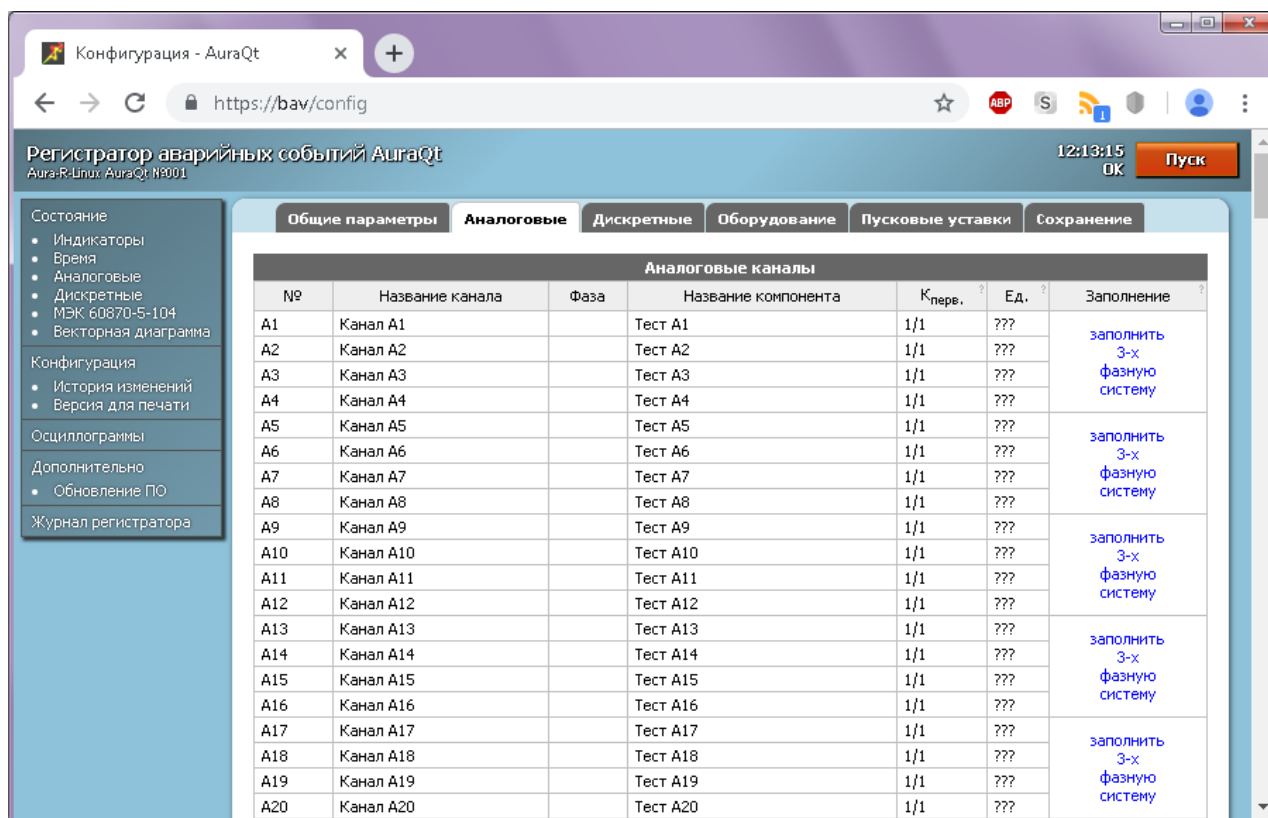 Конфигурация - AuraQt
https://bav/config
ABP
S
1
Регистратор аварийных событий AuraQt
Aura-R-Linux AuraQt №001
12:13:15
OK
Пуск
Состояние
Индикаторы
Время
Аналоговые
Дискретные
МЭК 60870-5-104
Векторная диаграмма
Конфигурация
История изменений
Версия для печати
Осциллограммы
Дополнительно
Обновление ПО
Журнал регистратора
Общие параметры Аналоговые Дискретные Оборудование Пусковые уставки Сохранение
Аналоговые каналы
№ Название канала Фаза Название компонента Kперв. ? Ед. ? Заполнение ?
A1 Канал A1 Тест A1 1/1 ???
A2 Канал A2 Тест A2 1/1 ???
A3 Канал A3 Тест A3 1/1 ???
A4 Канал A4 Тест A4 1/1 ???
заполнить
3-х
фазную
систему
A5 Канал A5 Тест A5 1/1 ???
A6 Канал A6 Тест A6 1/1 ???
A7 Канал A7 Тест A7 1/1 ???
A8 Канал A8 Тест A8 1/1 ???
заполнить
3-х
фазную
систему
A9 Канал A9 Тест A9 1/1 ???
A10 Канал A10 Тест A10 1/1 ???
A11 Канал A11 Тест A11 1/1 ???
A12 Канал A12 Тест A12 1/1 ???
заполнить
3-х
фазную
систему
A13 Канал A13 Тест A13 1/1 ???
A14 Канал A14 Тест A14 1/1 ???
A15 Канал A15 Тест A15 1/1 ???
A16 Канал A16 Тест A16 1/1 ???
заполнить
3-х
фазную
систему
A17 Канал A17 Тест A17 1/1 ???
A18 Канал A18 Тест A18 1/1 ???
A19 Канал A19 Тест A19 1/1 ???
A20 Канал A20 Тест A20 1/1 ???
заполнить
3-х
фазную
систему